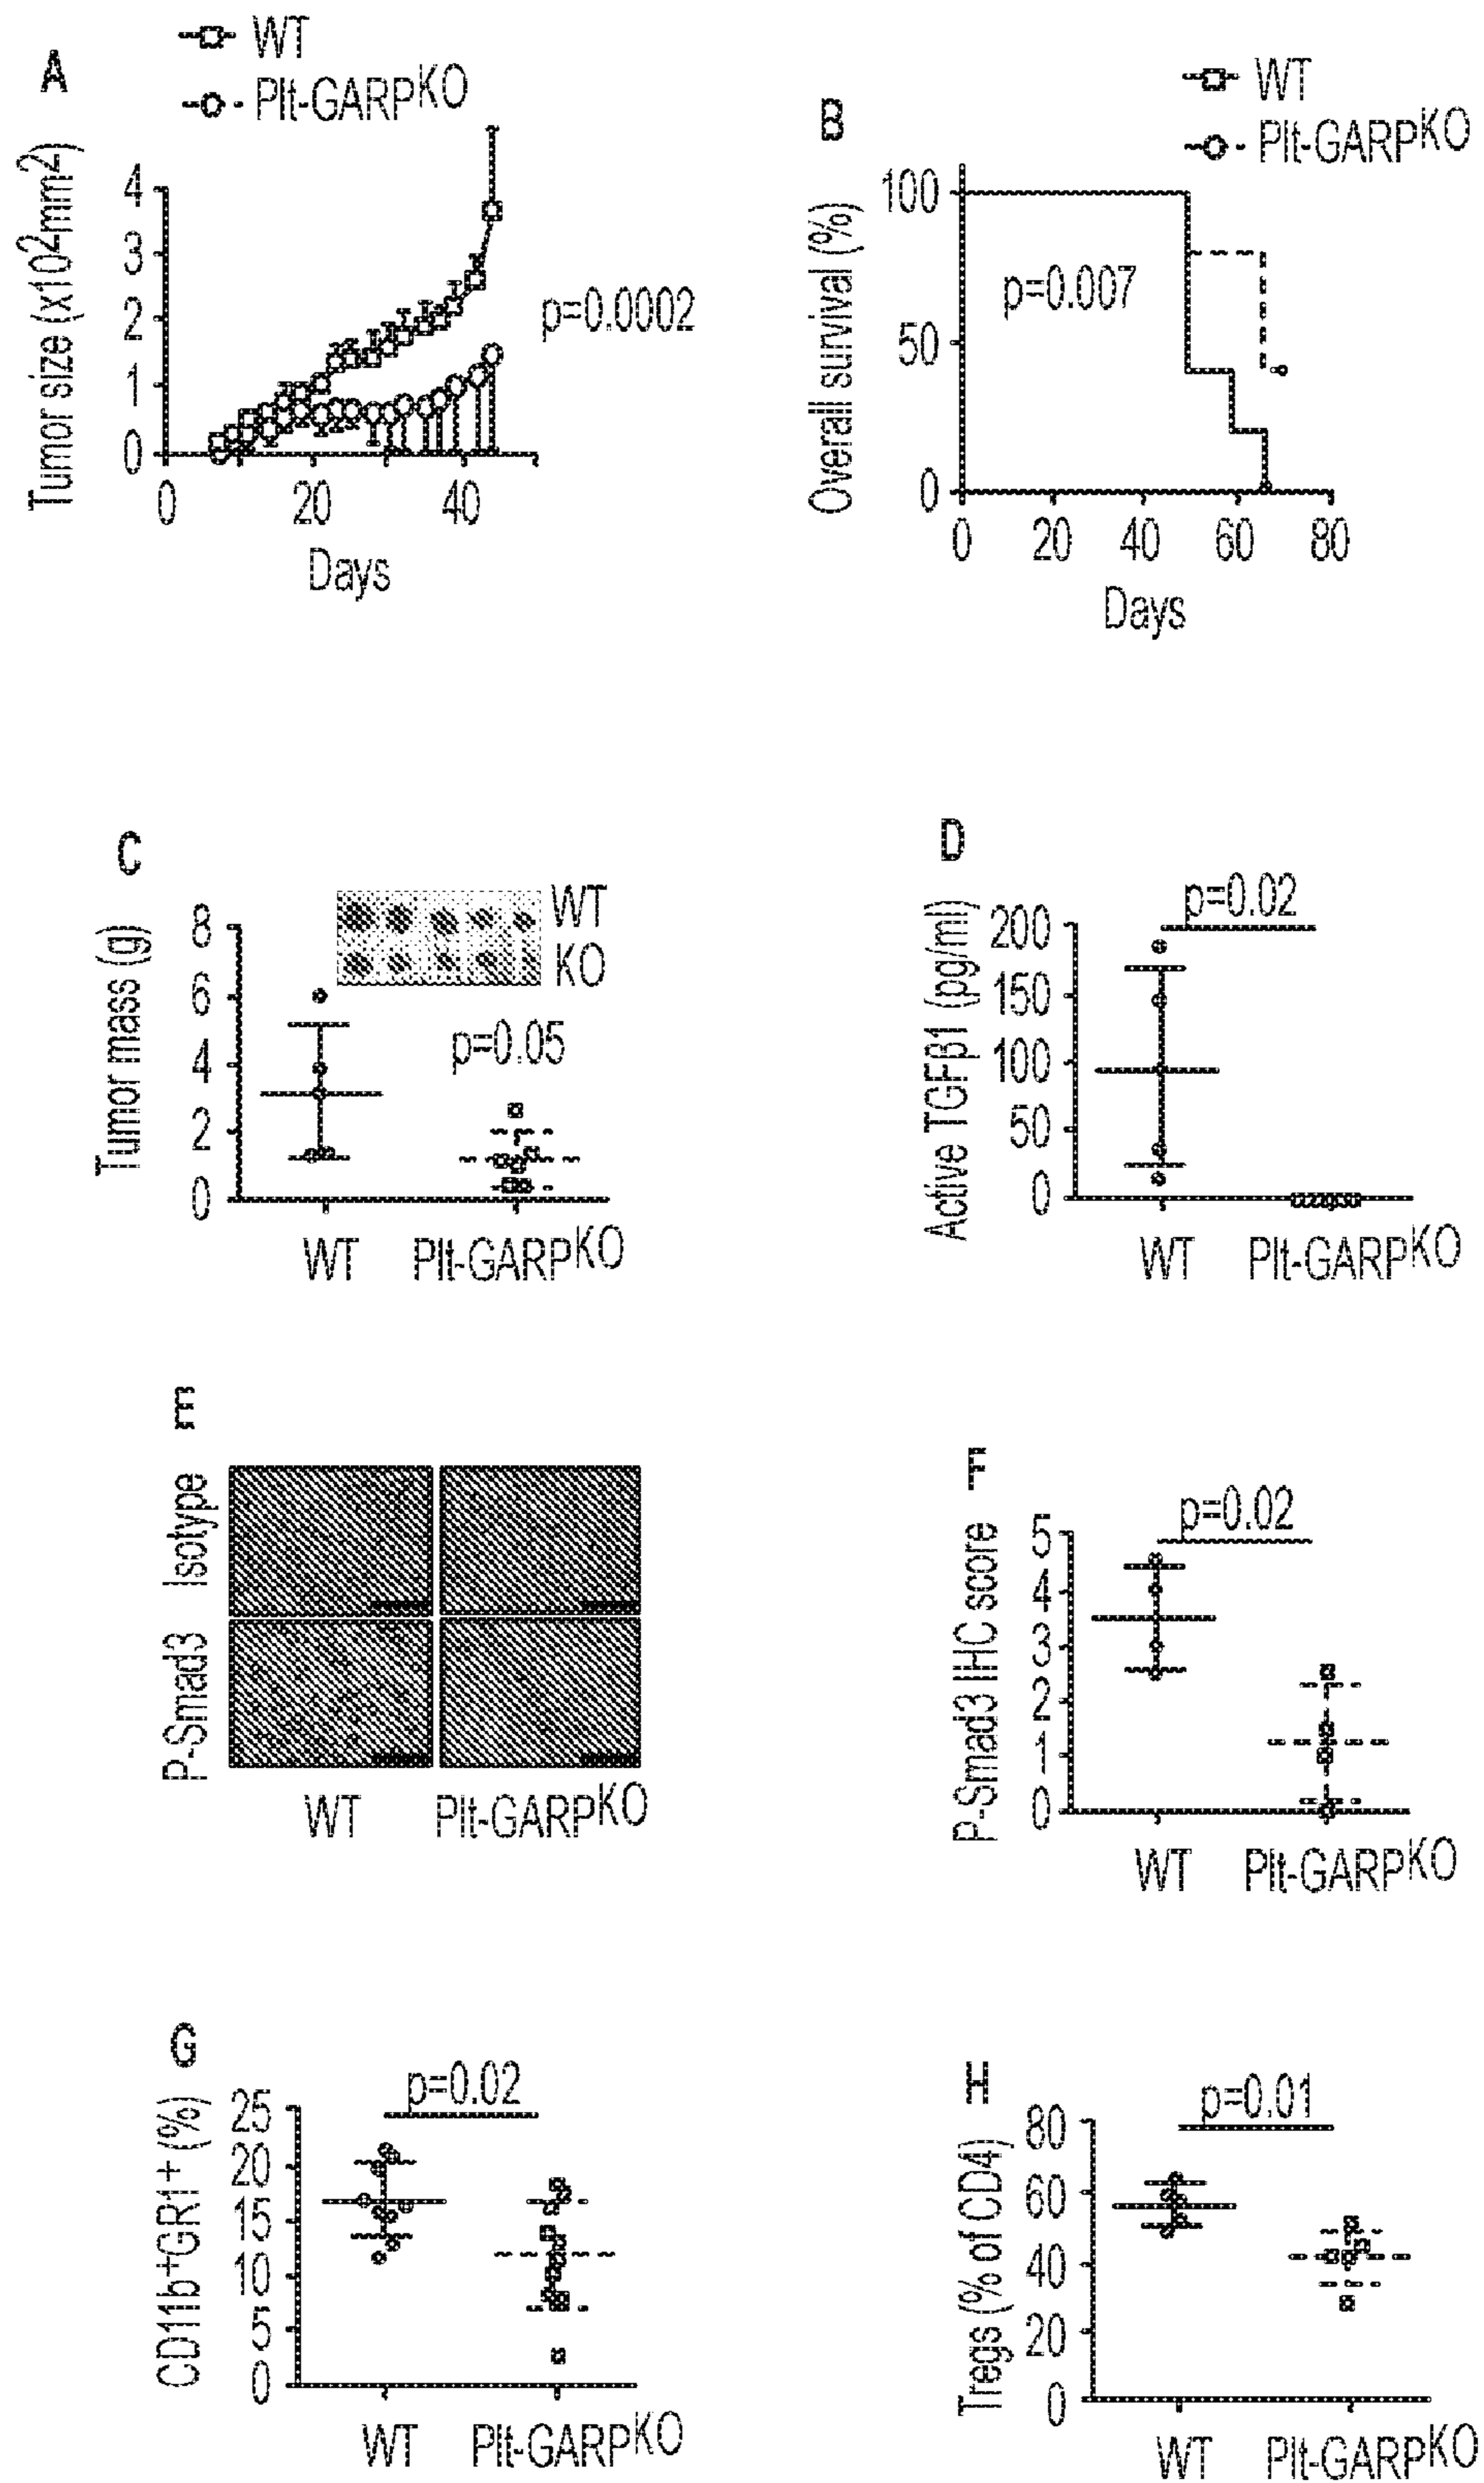 A
WT
Plt-GARPKO
Tumor size (x102mm2)
4
3
2
1
0
p=0.0002
0 20 40
Days
B
WT
Plt-GARPKO
Overall survival (%)
100
50
0
p=0.007
0 20 40 60 80
Days
C
WT
KO
Tumor mass (g)
8
6
4
2
0
p=0.05
WT Plt-GARPKO
D
p=0.02
Active TGFβ1 (pg/ml)
200
150
100
50
0
WT Plt-GARPKO
E
Isotype
P-Smad3
WT Plt-GARPKO
F
p=0.02
P-Smad3 IHC score
5
4
3
2
1
0
WT Plt-GARPKO
G
p=0.02
CD11b+GR1+ (%)
25
20
15
10
5
0
WT Plt-GARPKO
H
p=0.01
Tregs (% of CD4)
80
60
40
20
0
WT Plt-GARPKO